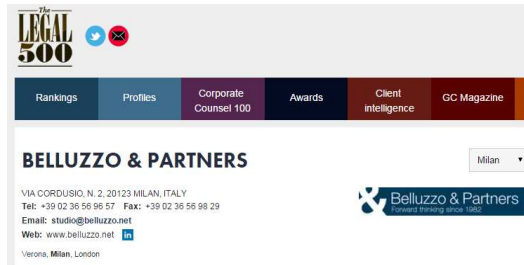 The
LEGAL
500
Rankings
Profiles
Corporate
Counsel 100
Awards
Client
intelligence
GC Magazine
BELLUZZO & PARTNERS
Milan
VIA CORDUSIO, N. 2, 20123 MILAN, ITALY
Tel: +39 02 36 56 96 57 Fax: +39 02 36 56 98 29
Email: studio@belluzzo.net
Web: www.belluzzo.net in
Belluzzo & Partners
Forward thinking since 1982
Verona, Milan, London